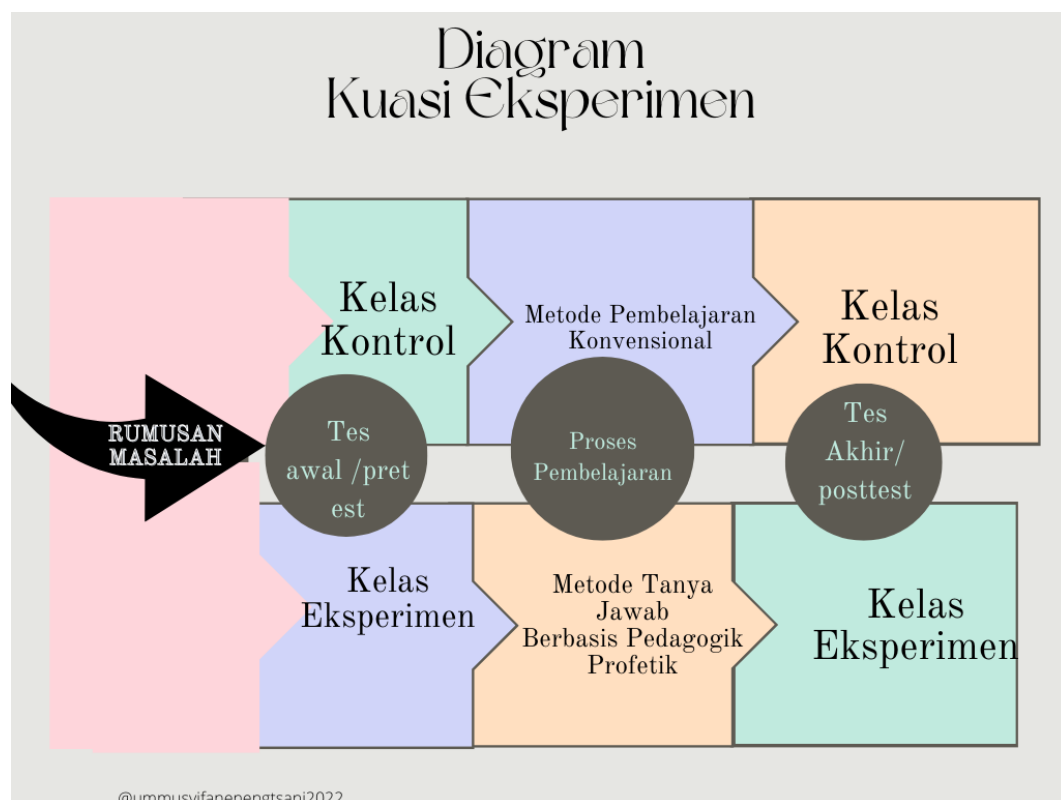 Diagram
Kuasi Eksperimen
Kelas
Kontrol
Metode Pembelajaran
Konvensional
Kelas
Kontrol
RUMUSAN
MASALAH
Tes
awal /pret
est
Proses
Pembelajaran
Tes
Akhir/
posttest
Kelas
Eksperimen
Metode Tanya
Jawab
Berbasis Pedagogik
Profetik
Kelas
Eksperimen